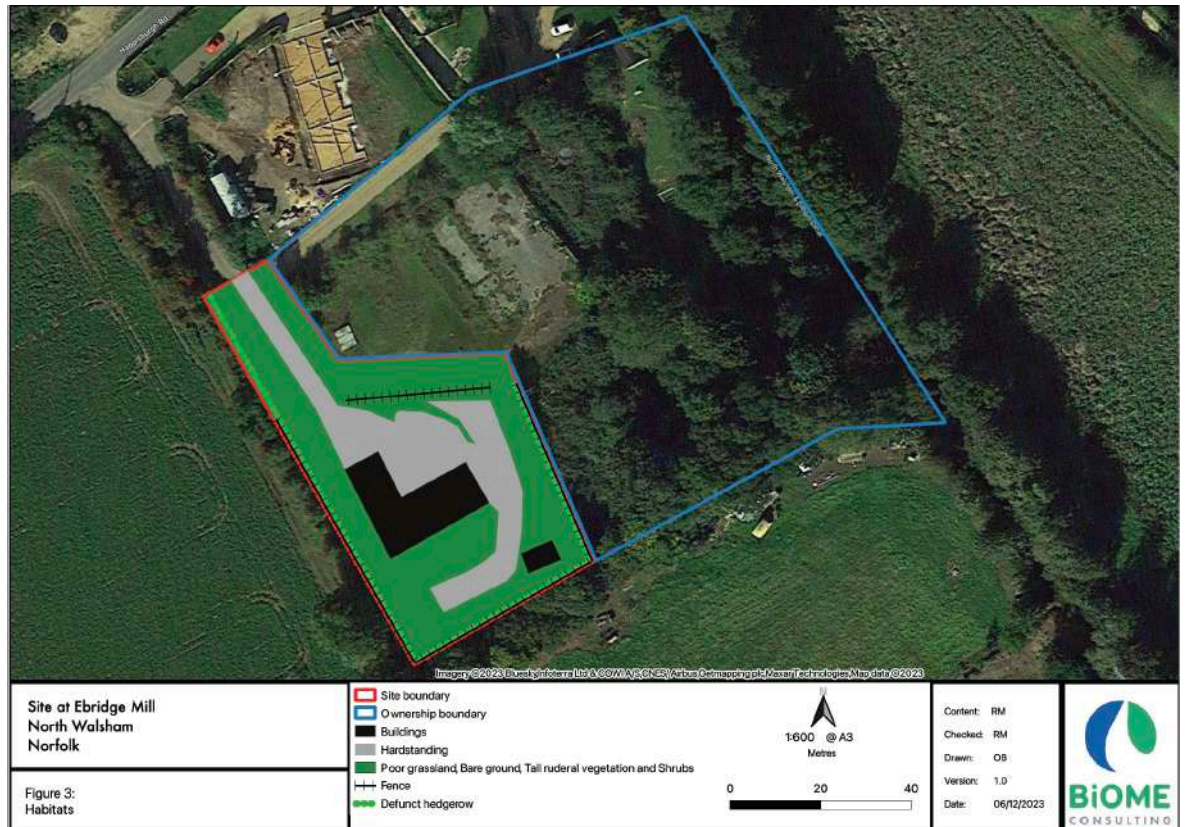 Happisburgh Rd
Imagery ©2023 Bluesky, Infoterra Ltd & COWI A/S, CNES / Airbus, Getmapping plc, Maxar Technologies, Map data ©2023
Site at Ebridge Mill
North Walsham
Norfolk
Figure 3:
Habitats
Site boundary
Ownership boundary
Buildings
Hardstanding
Poor grassland, Bare ground, Tall ruderal vegetation and Shrubs
Fence
Defunct hedgerow
N
1:600 @ A3
Metres
0 20 40
Content: RM
Checked: RM
Drawn: OB
Version: 1.0
Date: 06/12/2023
BiOME
CONSULTING